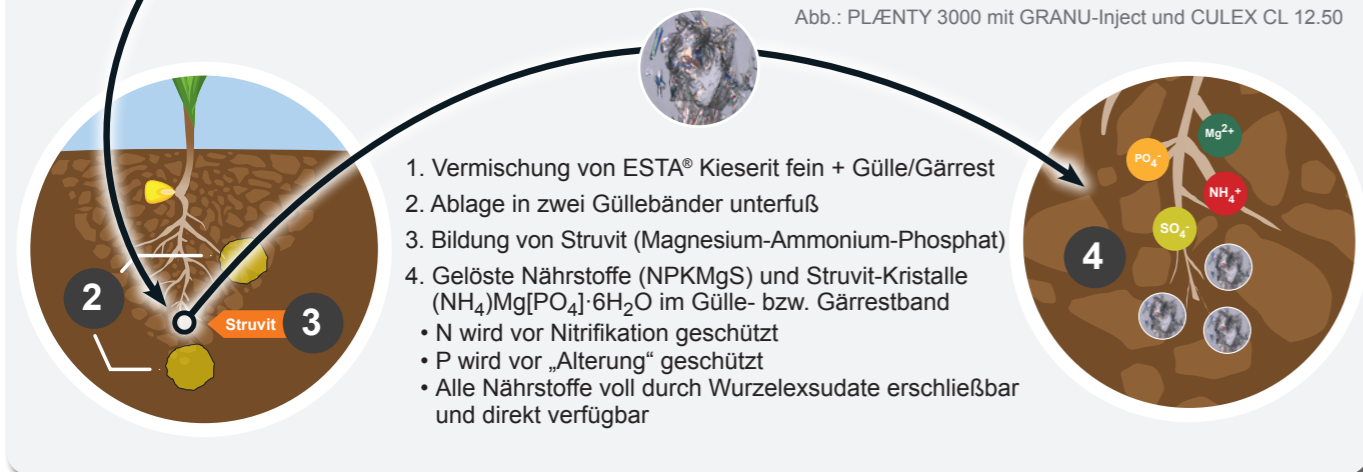 Abb.: PLÆNTY 3000 mit GRANU-Inject und CULEX CL 12.50
1. Vermischung von ESTA® Kieserit fein + Gülle/Gärrest
2. Ablage in zwei Güllebänder unterfuß
3. Bildung von Struvit (Magnesium-Ammonium-Phosphat)
4. Gelöste Nährstoffe (NPKMgS) und Struvit-Kristalle
(NH₄)Mg[PO₄]·6H₂O im Gülle- bzw. Gärrestband
• N wird vor Nitrifikation geschützt
• P wird vor „Alterung“ geschützt
• Alle Nährstoffe voll durch Wurzelexsudate erschließbar
und direkt verfügbar
2
Struvit
3
Mg²⁺
PO₄⁻
NH₄⁺
SO₄⁻
4